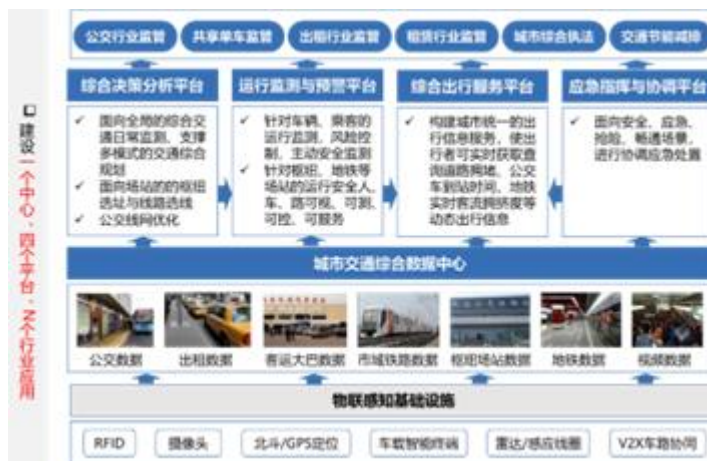 公交行业监管
共享单车监管
出租行业监管
租赁行业监管
城市综合执法
交通节能减排
口 建设一个中心、四个平台、N个行业应用
综合决策分析平台
✓ 面向全局的综合交
通日常监测、支撑
多模式的交通综合
规划
✓ 面向场站的的枢纽
选址与线路选线
✓ 公交线网优化
运行监测与预警平台
✓ 针对车辆、乘客的
运行监测、风险控
制、主动安全监测
✓ 针对枢纽、地铁等
场站的运行安全人、
车、路可视、可测、
可控、可服务
综合出行服务平台
✓ 构建城市统一的出
行信息服务，使出
行者可实时获取查
询道路拥堵、公交
车到站时间、地铁
实时客流拥挤度等
动态出行信息
应急指挥与协调平台
✓ 面向安全、应急、
抢险、畅通场景，
进行协调应急处置
城市交通综合数据中心
公交数据
出租数据
客运大巴数据
市域铁路数据
枢纽场站数据
地铁数据
视频数据
物联感知基础设施
RFID
摄像头
北斗/GPS定位
车载智能终端
雷达/感应线圈
V2X车路协同